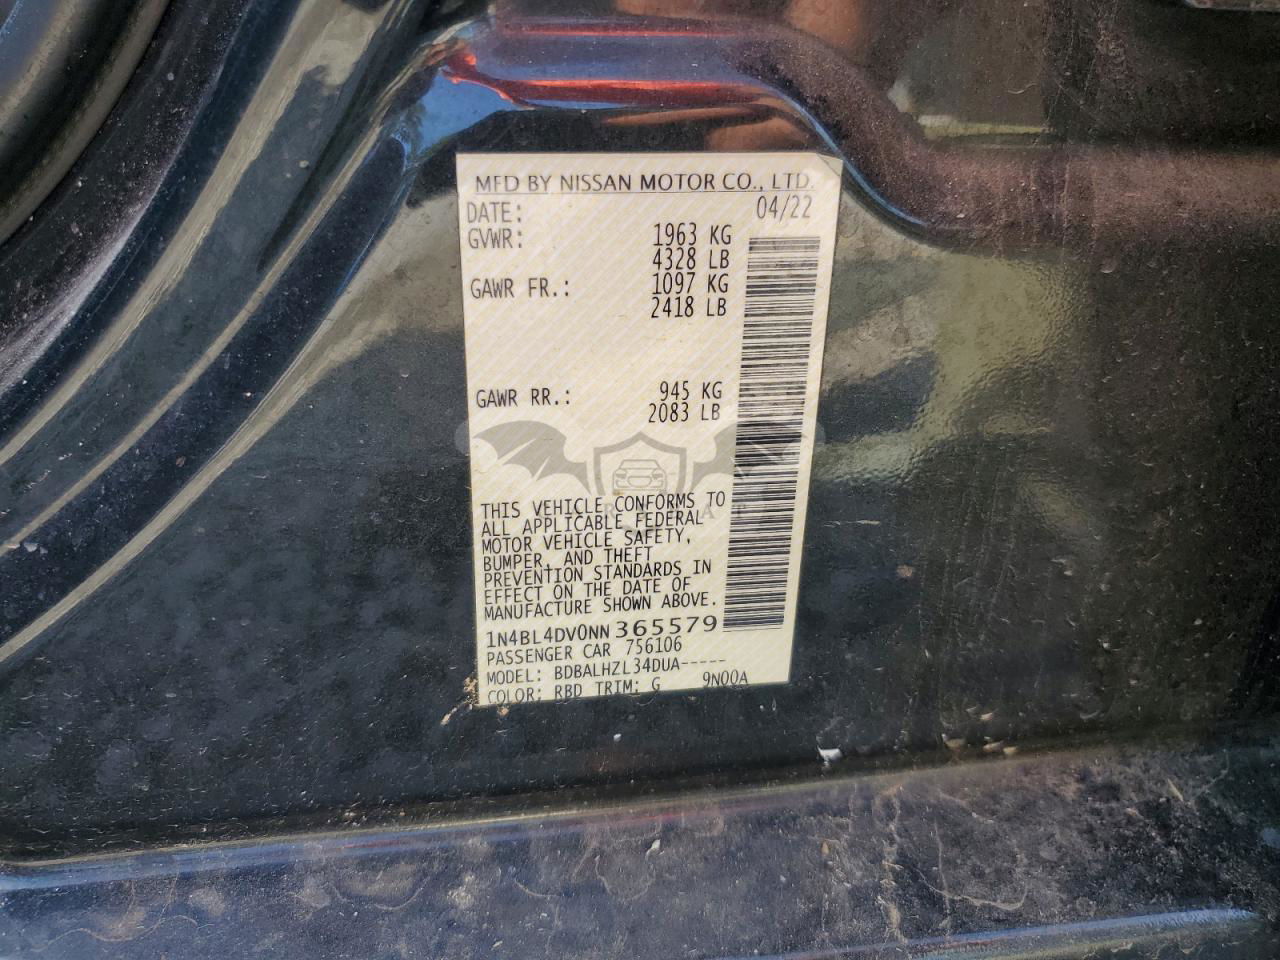 MFD BY NISSAN MOTOR CO., LTD.
DATE: 04/22
GVWR: 1963 KG
4328 LB
GAWR FR.: 1097 KG
2418 LB
GAWR RR.: 945 KG
2083 LB
THIS VEHICLE CONFORMS TO
ALL APPLICABLE FEDERAL
MOTOR VEHICLE SAFETY,
BUMPER, AND THEFT
PREVENTION STANDARDS IN
EFFECT ON THE DATE OF
MANUFACTURE SHOWN ABOVE.
1N4BL4DV0NN365579
PASSENGER CAR 756106
MODEL: BDBALHZL34DUA-----
COLOR: RBD TRIM: G 9N00A